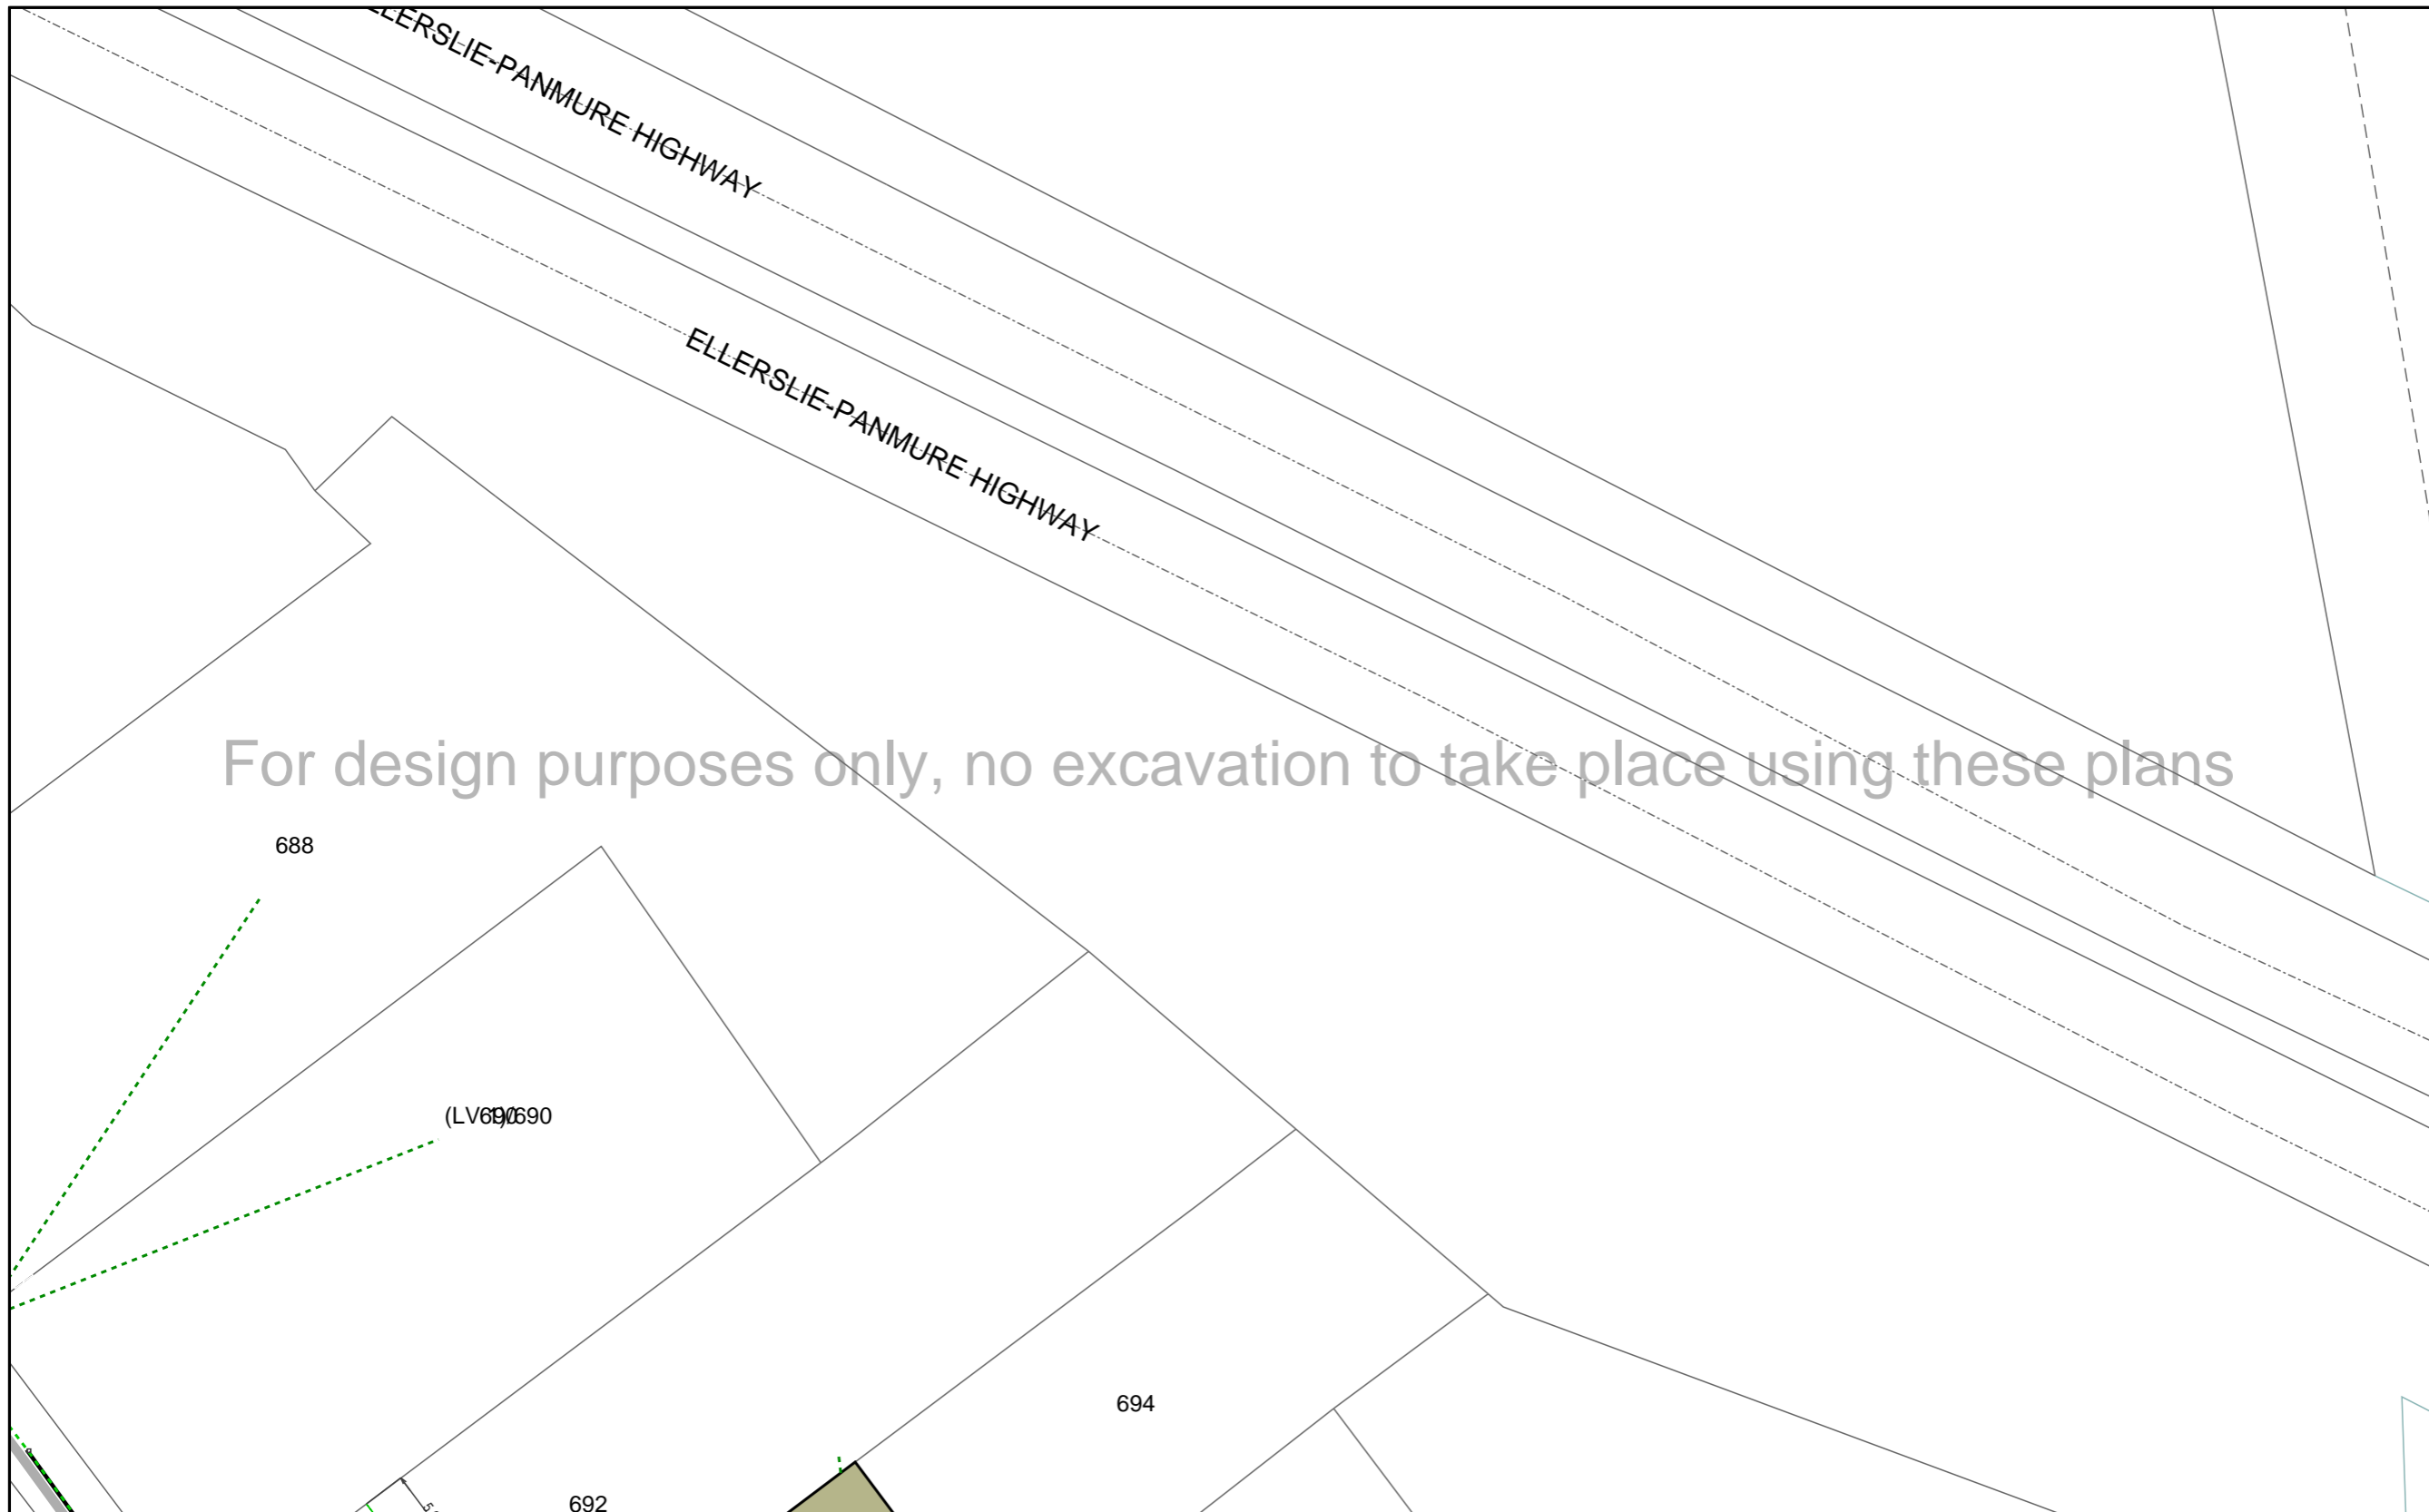 ELLERSLIE-PANMURE HIGHWAY
ELLERSLIE-PANMURE HIGHWAY
For design purposes only, no excavation to take place using these plans
688
690
694
692